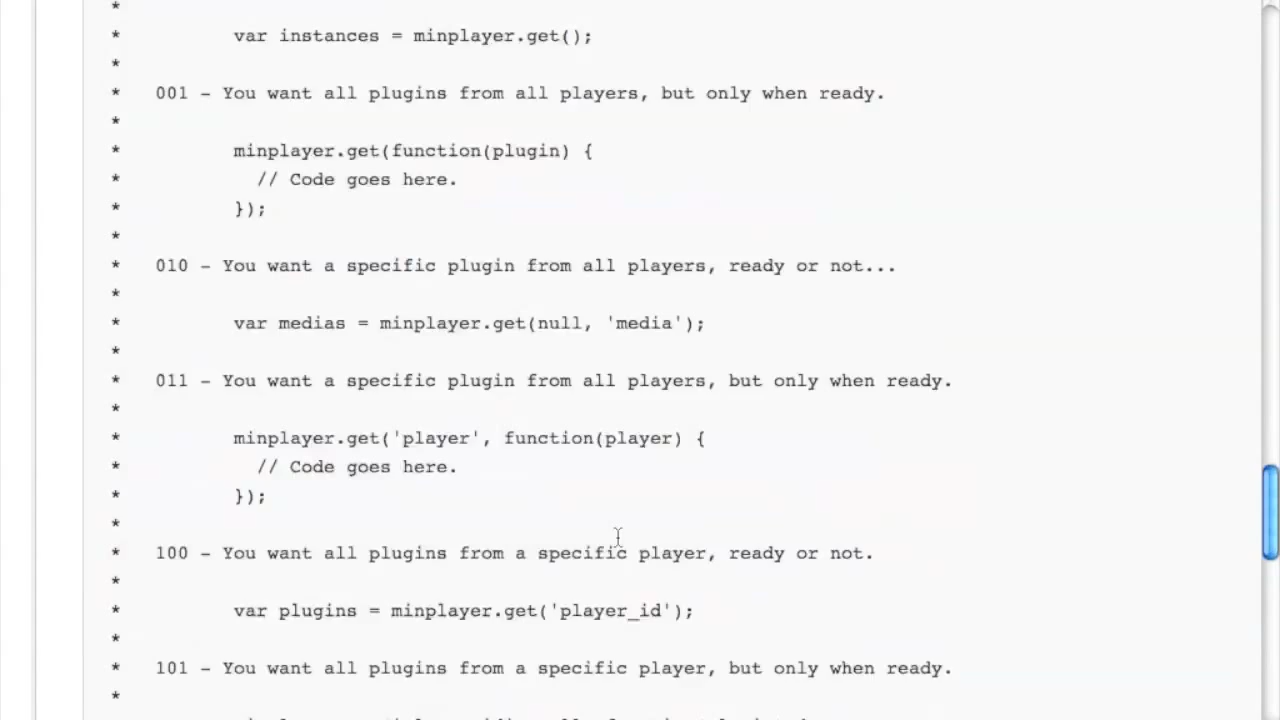 *
* var instances = minplayer.get();
*
* 001 - You want all plugins from all players, but only when ready.
*
* minplayer.get(function(plugin) {
* // Code goes here.
* });
*
* 010 - You want a specific plugin from all players, ready or not...
*
* var medias = minplayer.get(null, 'media');
*
* 011 - You want a specific plugin from all players, but only when ready.
*
* minplayer.get('player', function(player) {
* // Code goes here.
* });
*
* 100 - You want all plugins from a specific player, ready or not.
*
* var plugins = minplayer.get('player_id');
*
* 101 - You want all plugins from a specific player, but only when ready.
*